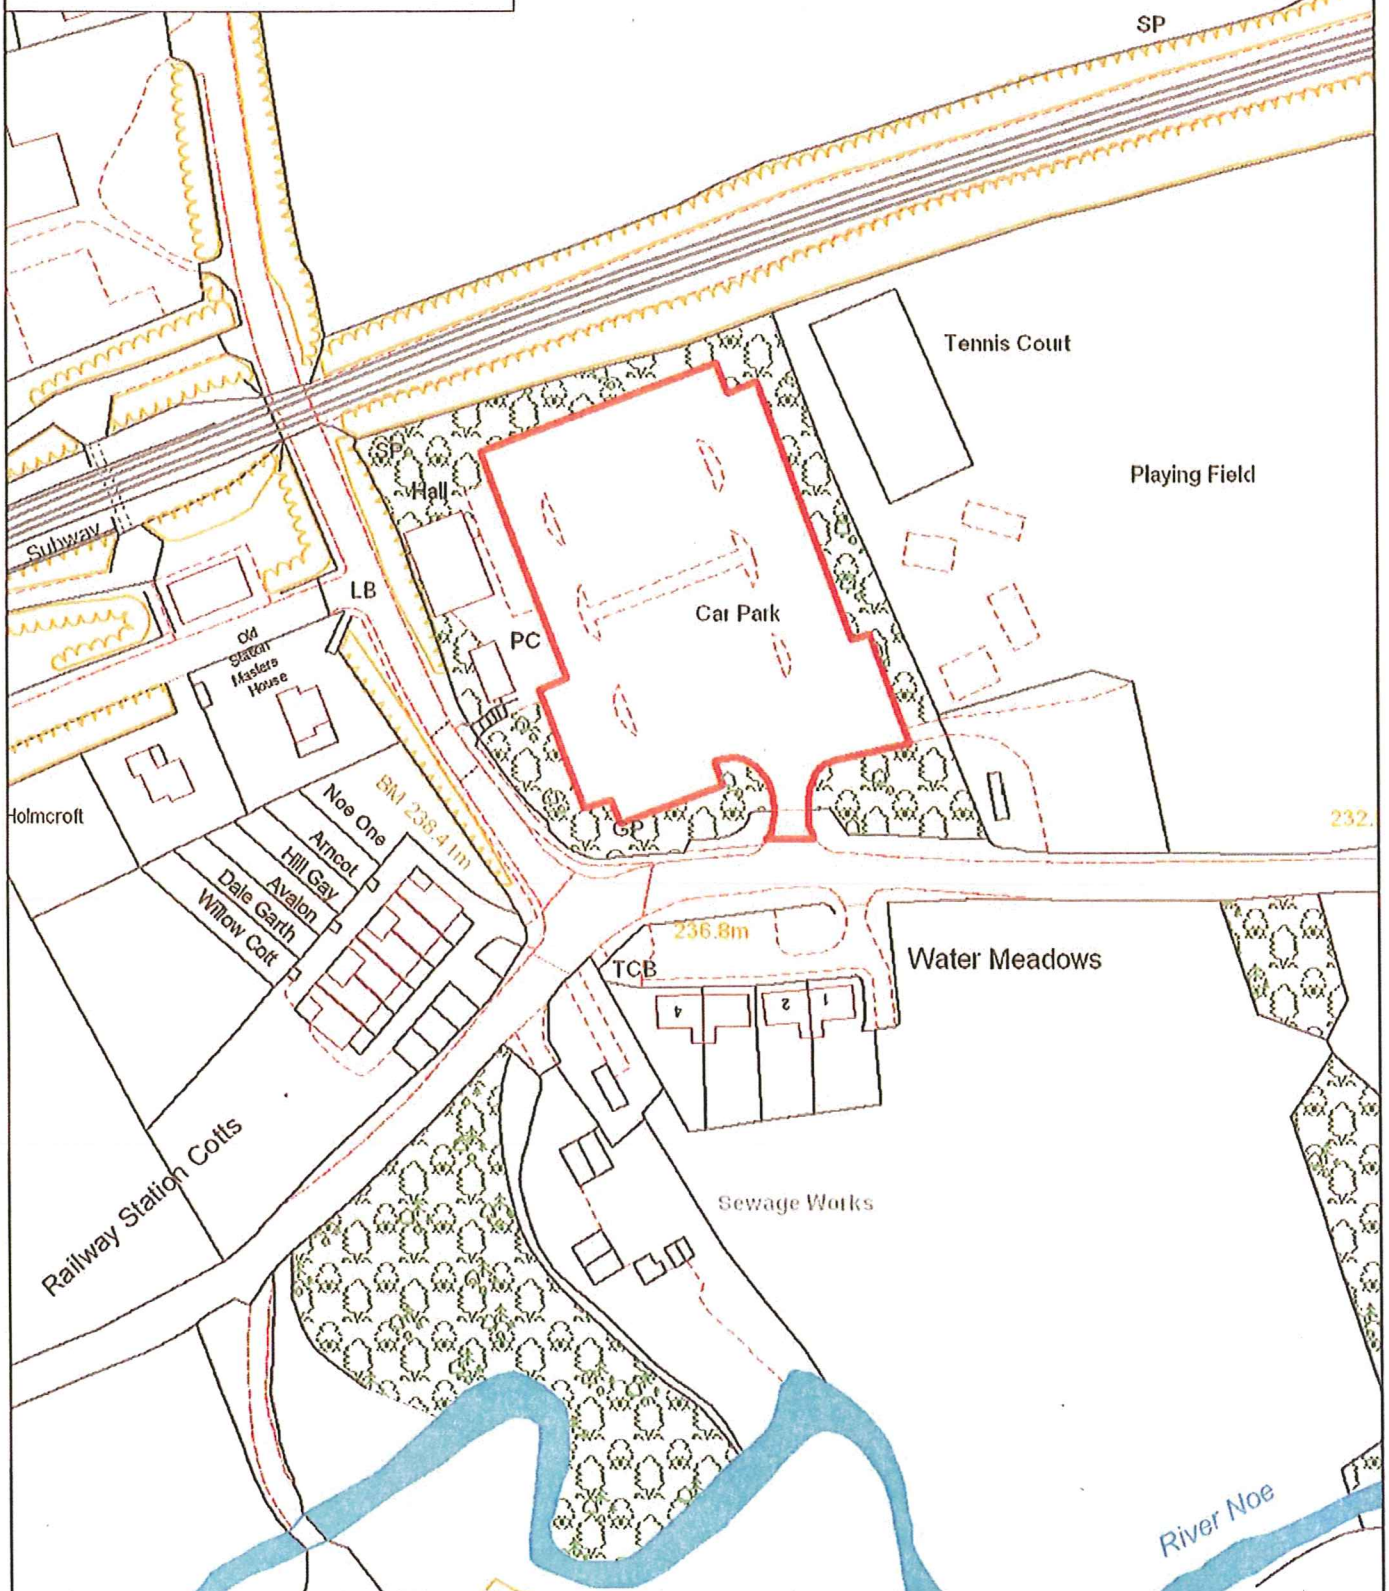 SP
Tennis Court
Playing Field
SP
Hall
Subway
LB
Car Park
PC
Old
Station
Masters
House
Holmcroft
BM 238.41m
Noe One
Arncot
Hill Gay
Avalon
Dale Garth
Willow Cott
GP
232.
236.8m
TCB
Water Meadows
4
2
1
Railway Station Cotts
Sewage Works
River Noe